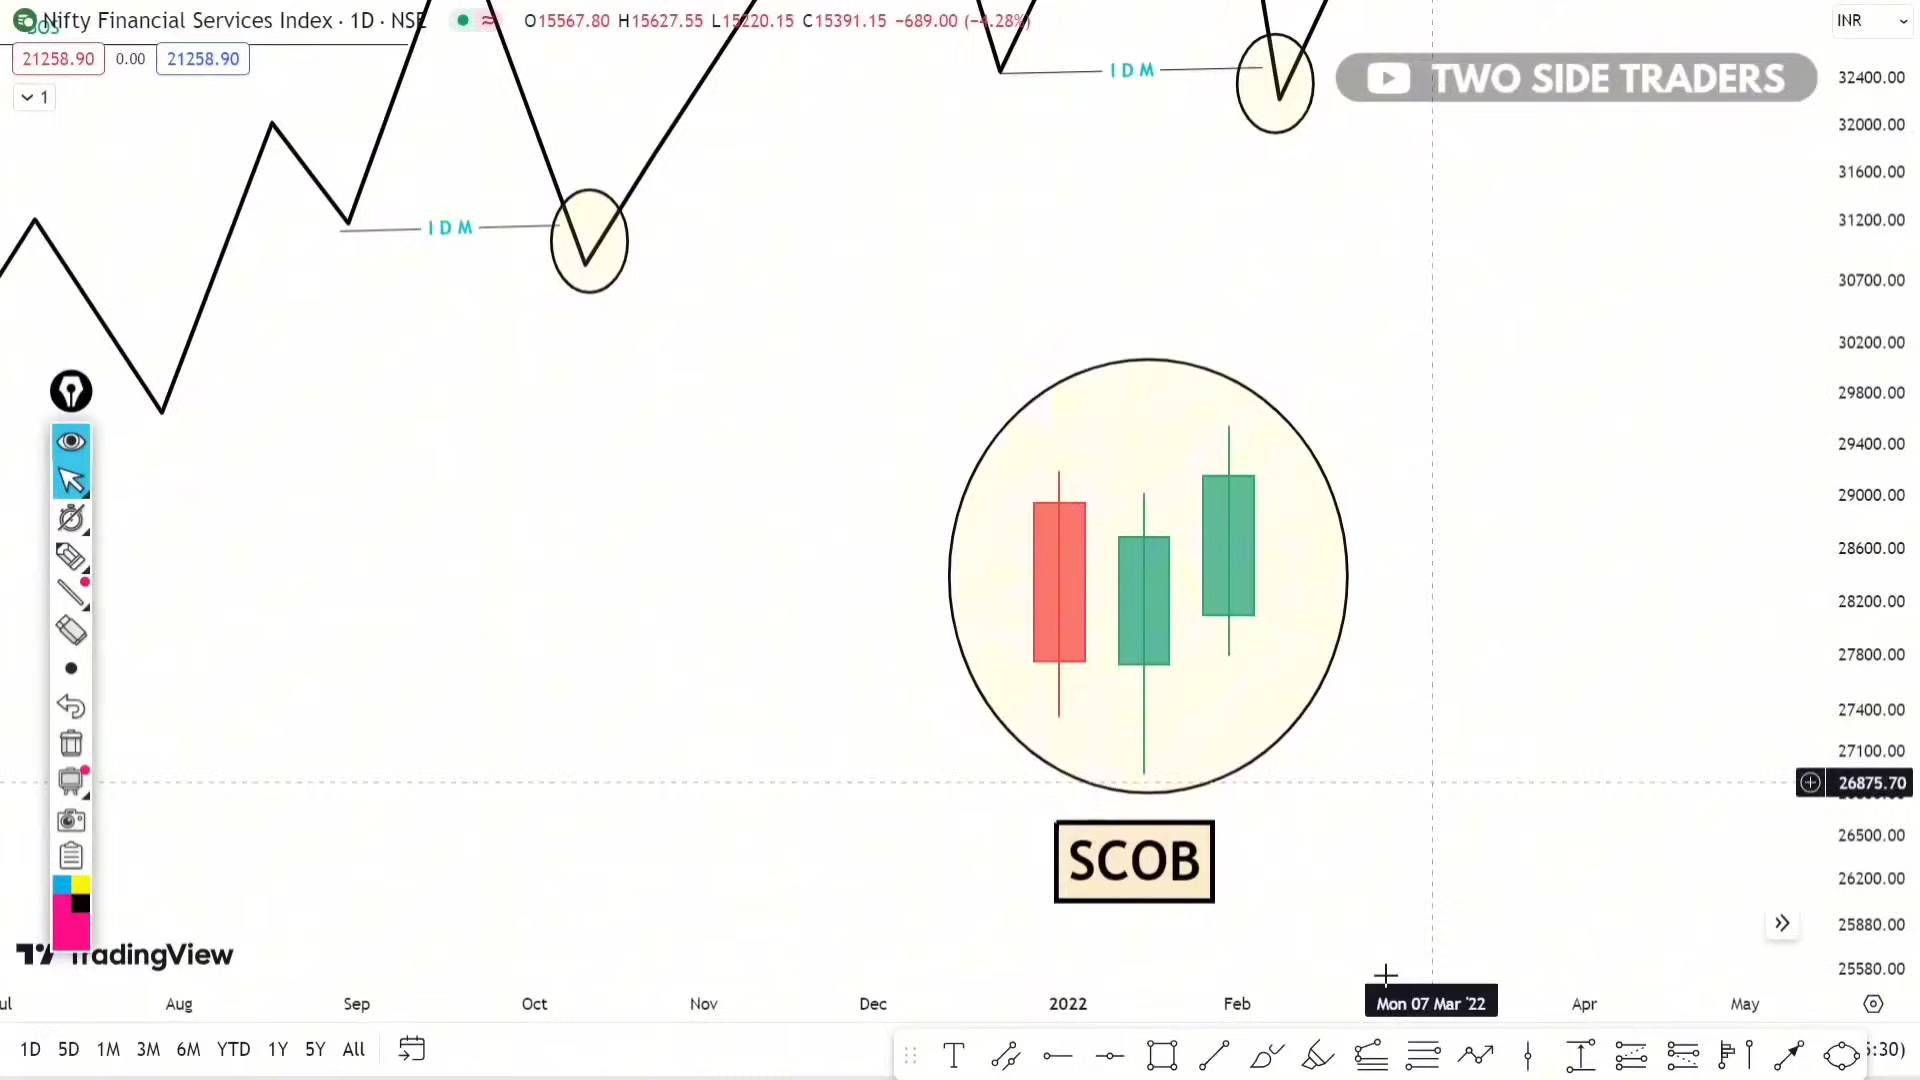 Nifty Financial Services Index · 1D · NSE
O15567.80 H15627.55 L15220.15 C15391.15 −689.00 (−4.28%)
INR
SOS
21258.90 0.00 21258.90
1
TWO SIDE TRADERS
IDM
IDM
32400.00
32000.00
31600.00
31200.00
30700.00
30200.00
29800.00
29400.00
29000.00
28600.00
28200.00
27800.00
27400.00
27100.00
26875.70
26500.00
26200.00
25880.00
25580.00
SCOB
TradingView
Aug Sep Oct Nov Dec 2022 Feb Mon 07 Mar '22 Apr May
1D 5D 1M 3M 6M YTD 1Y 5Y All
:30)